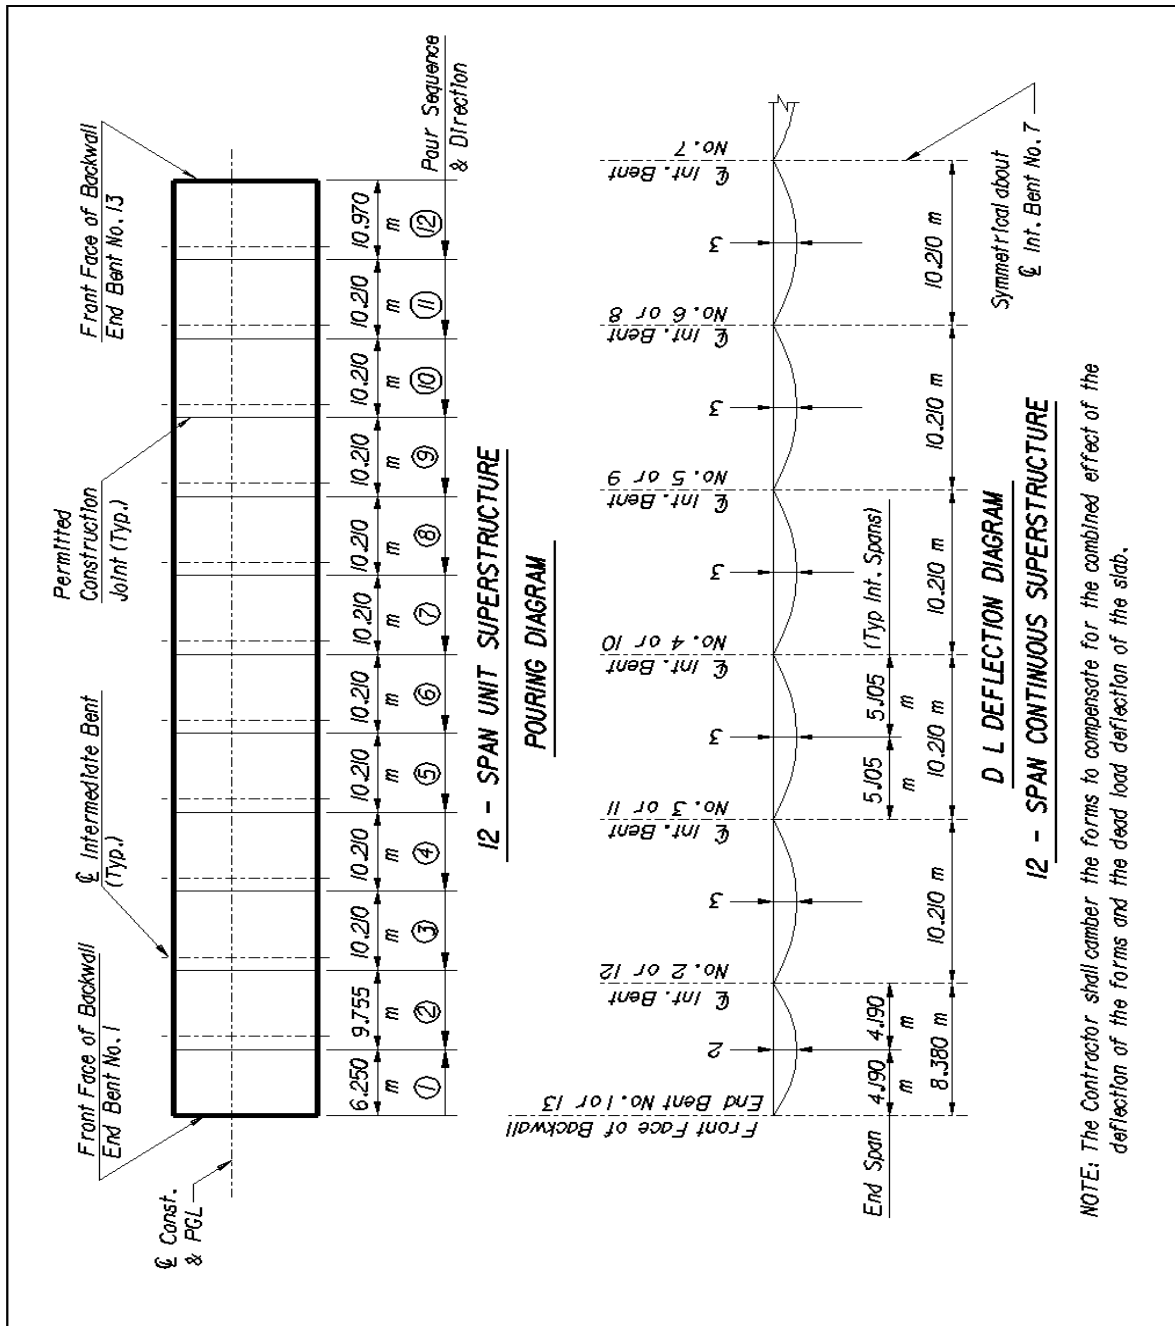 Front Face of Backwall
End Bent No. 1
℄ Intermediate Bent
(Typ.)
Permitted
Construction
Joint (Typ.)
Front Face of Backwall
End Bent No. 13
℄ Const.
& PGL
6.250 9.755 10.210 10.210 10.210 10.210 10.210 10.210 10.210 10.210 10.210 10.970
m m m m m m m m m m m m
1 2 3 4 5 6 7 8 9 10 11 12
Pour Sequence
& Direction
12 - SPAN UNIT SUPERSTRUCTURE
POURING DIAGRAM
Front Face of Backwall
End Bent No. 1 or 13
℄ Int. Bent
No. 2 or 12
℄ Int. Bent
No. 3 or 11
℄ Int. Bent
No. 4 or 10
℄ Int. Bent
No. 5 or 9
℄ Int. Bent
No. 6 or 8
℄ Int. Bent
No. 7
2 3 3 3 3 3
End Span 4.190 4.190 5.105 5.105 (Typ Int. Spans)
m m m m
8.380 m 10.210 m 10.210 m 10.210 m 10.210 m 10.210 m
Symmetrical about
℄ Int. Bent No. 7
D L DEFLECTION DIAGRAM
12 - SPAN CONTINUOUS SUPERSTRUCTURE
NOTE: The Contractor shall camber the forms to compensate for the combined effect of the
deflection of the forms and the dead load deflection of the slab.